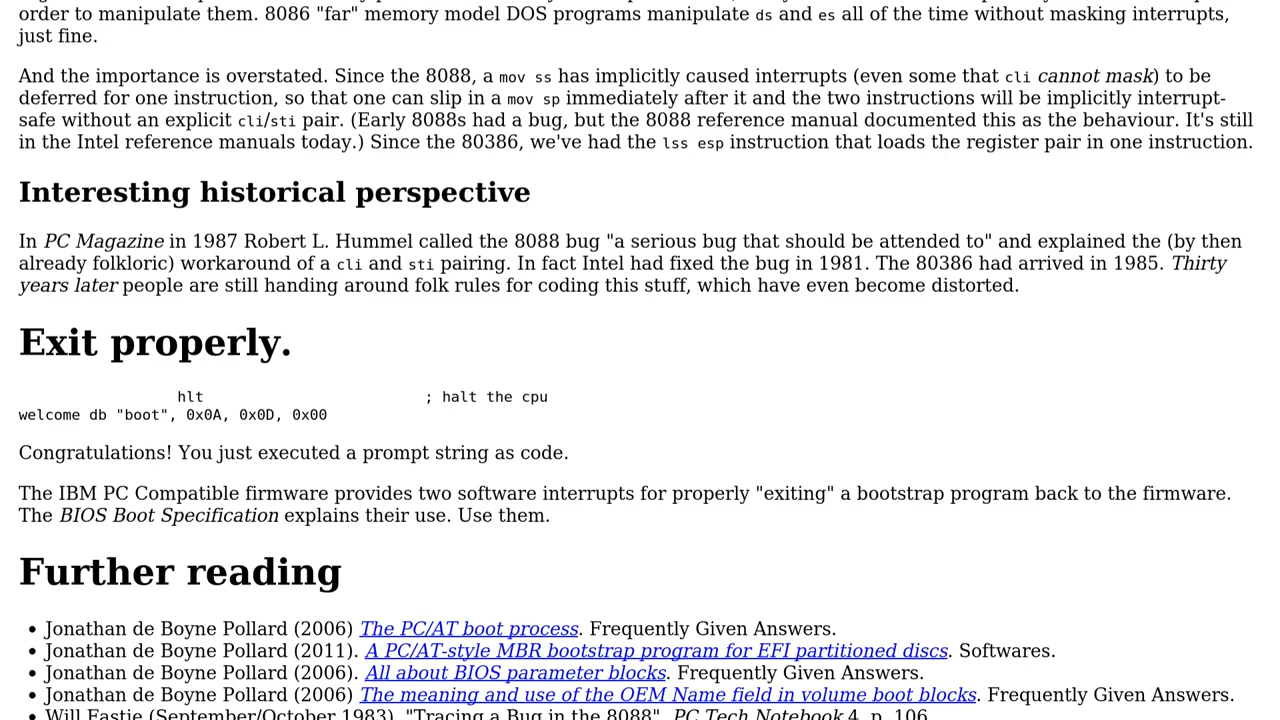 order to manipulate them. 8086 "far" memory model DOS programs manipulate ds and es all of the time without masking interrupts,
just fine.
And the importance is overstated. Since the 8088, a mov ss has implicitly caused interrupts (even some that cli cannot mask) to be
deferred for one instruction, so that one can slip in a mov sp immediately after it and the two instructions will be implicitly interrupt-
safe without an explicit cli/sti pair. (Early 8088s had a bug, but the 8088 reference manual documented this as the behaviour. It's still
in the Intel reference manuals today.) Since the 80386, we've had the lss esp instruction that loads the register pair in one instruction.
Interesting historical perspective
In PC Magazine in 1987 Robert L. Hummel called the 8088 bug "a serious bug that should be attended to" and explained the (by then
already folkloric) workaround of a cli and sti pairing. In fact Intel had fixed the bug in 1981. The 80386 had arrived in 1985. Thirty
years later people are still handing around folk rules for coding this stuff, which have even become distorted.
Exit properly.
hlt ; halt the cpu
welcome db "boot", 0x0A, 0x0D, 0x00
Congratulations! You just executed a prompt string as code.
The IBM PC Compatible firmware provides two software interrupts for properly "exiting" a bootstrap program back to the firmware.
The BIOS Boot Specification explains their use. Use them.
Further reading
• Jonathan de Boyne Pollard (2006) The PC/AT boot process. Frequently Given Answers.
• Jonathan de Boyne Pollard (2011). A PC/AT-style MBR bootstrap program for EFI partitioned discs. Softwares.
• Jonathan de Boyne Pollard (2006). All about BIOS parameter blocks. Frequently Given Answers.
• Jonathan de Boyne Pollard (2006) The meaning and use of the OEM Name field in volume boot blocks. Frequently Given Answers.
• Will Fastie (September/October 1983). "Tracing a Bug in the 8088". PC Tech Notebook 4. p. 106.